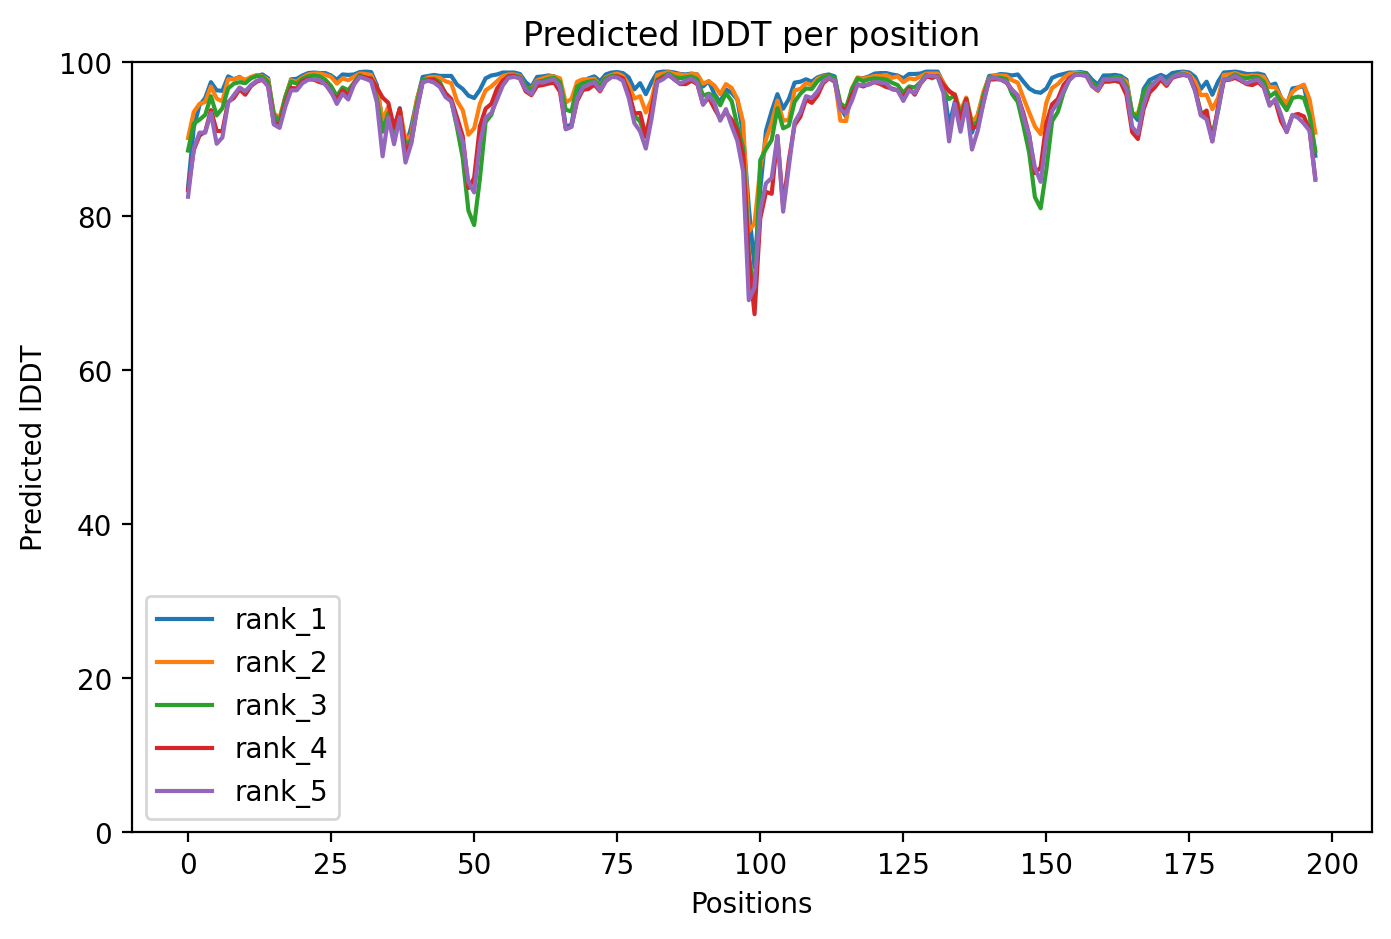 Predicted lDDT per position
100
80
60
40
20
0
Predicted lDDT
rank_1
rank_2
rank_3
rank_4
rank_5
0 25 50 75 100 125 150 175 200
Positions